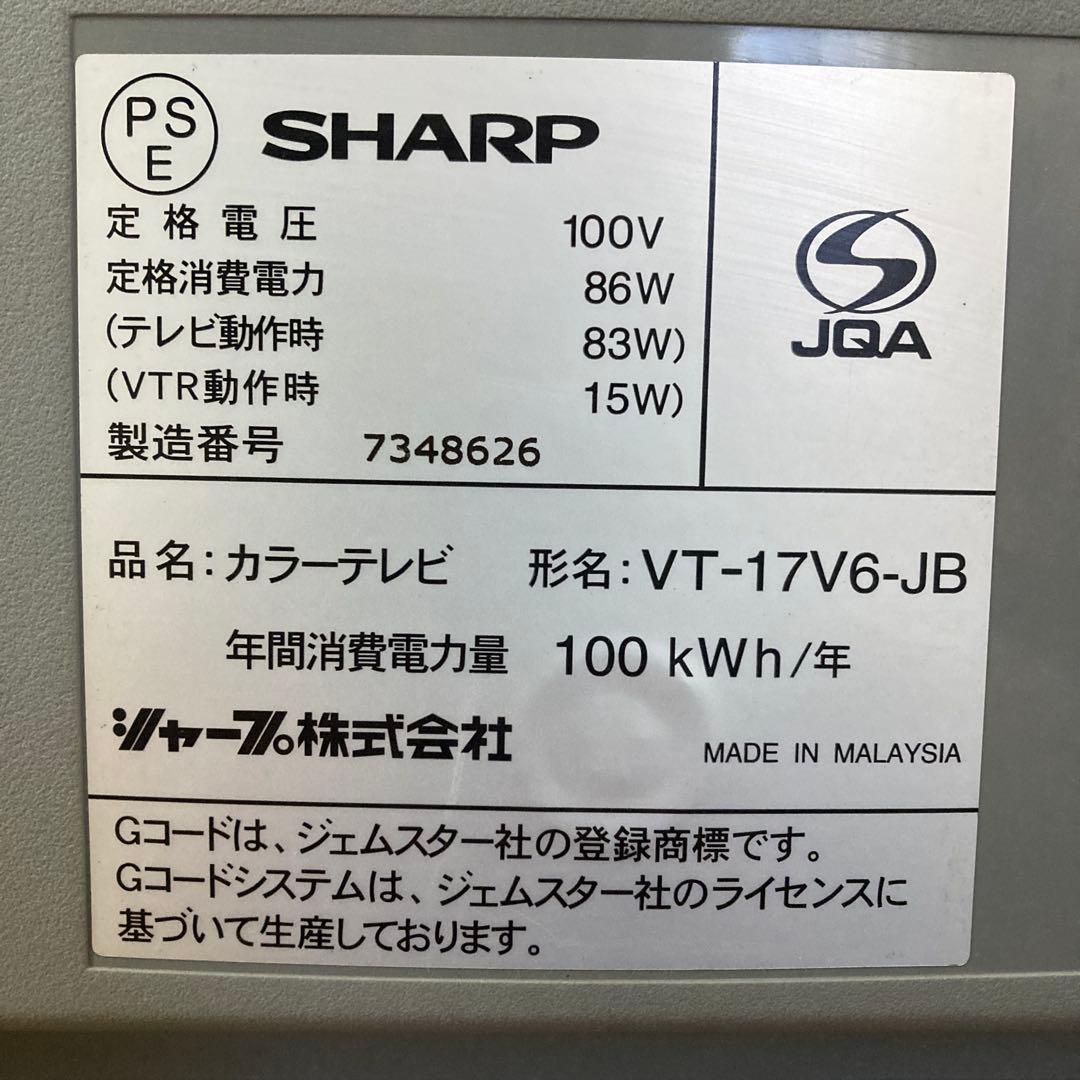 PS
E
SHARP
定格電圧 100V
定格消費電力 86W
(テレビ動作時 83W)
(VTR動作時 15W)
製造番号 7348626
JQA
品名:カラーテレビ 形名:VT-17V6-JB
年間消費電力量 100 kWh/年
シャープ株式会社
MADE IN MALAYSIA
Gコードは、ジェムスター社の登録商標です。
Gコードシステムは、ジェムスター社のライセンスに
基づいて生産しております。